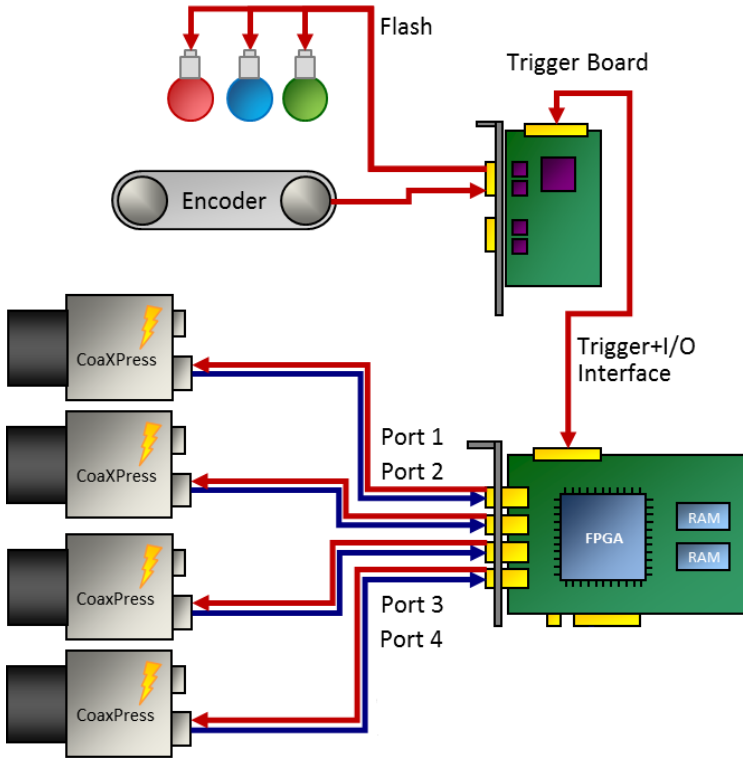 Flash
Trigger Board
Encoder
CoaXPress
Trigger+I/O
Interface
CoaXPress
Port 1
Port 2
FPGA
RAM
RAM
CoaxPress
Port 3
Port 4
CoaxPress